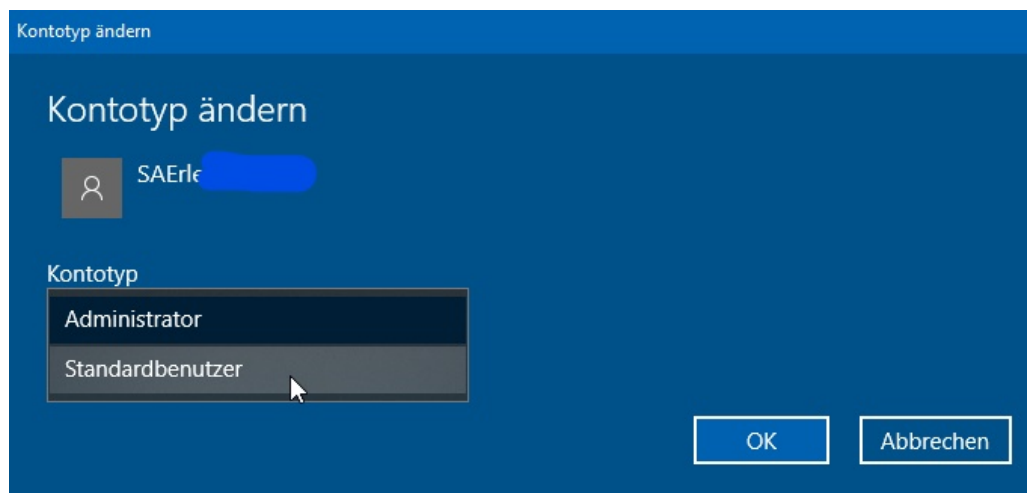 Kontotyp ändern
Kontotyp ändern
SAErle
Kontotyp
Administrator
Standardbenutzer
OK
Abbrechen